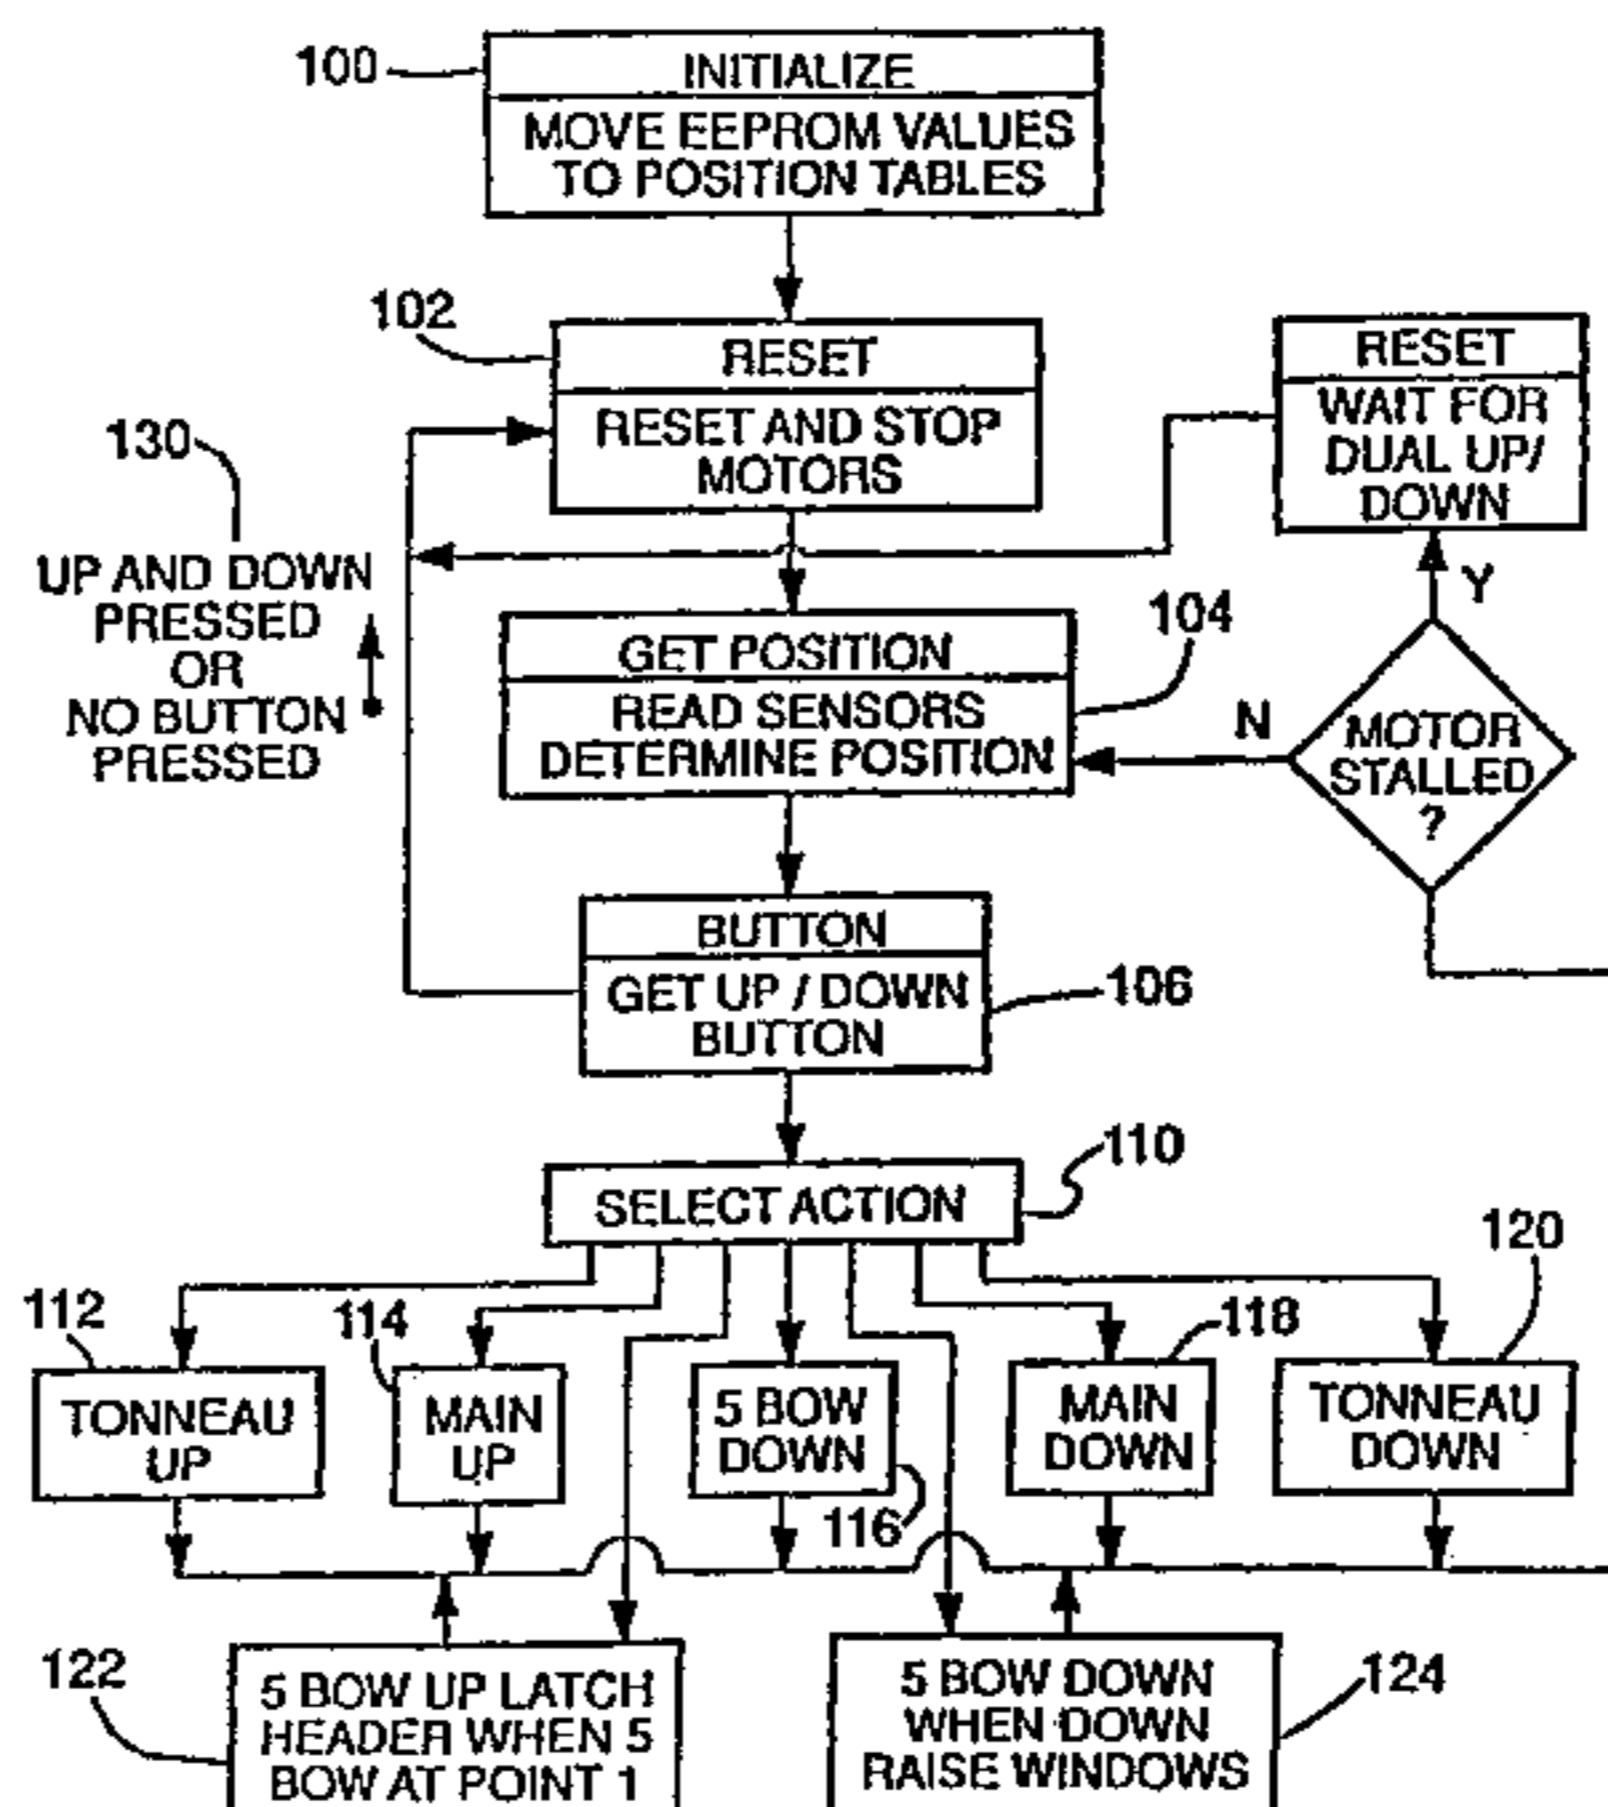 100
INITIALIZE
MOVE EEPROM VALUES
TO POSITION TABLES
102
RESET
RESET AND STOP
MOTORS
RESET
WAIT FOR
DUAL UP/
DOWN
130
UP AND DOWN
PRESSED
OR
NO BUTTON
PRESSED
Y
104
GET POSITION
READ SENSORS
DETERMINE POSITION
N
MOTOR
STALLED
?
BUTTON
GET UP / DOWN
BUTTON
106
110
SELECT ACTION
112
TONNEAU
UP
114
MAIN
UP
5 BOW
DOWN
116
118
MAIN
DOWN
120
TONNEAU
DOWN
122
5 BOW UP LATCH
HEADER WHEN 5
BOW AT POINT 1
5 BOW DOWN
WHEN DOWN
RAISE WINDOWS
124